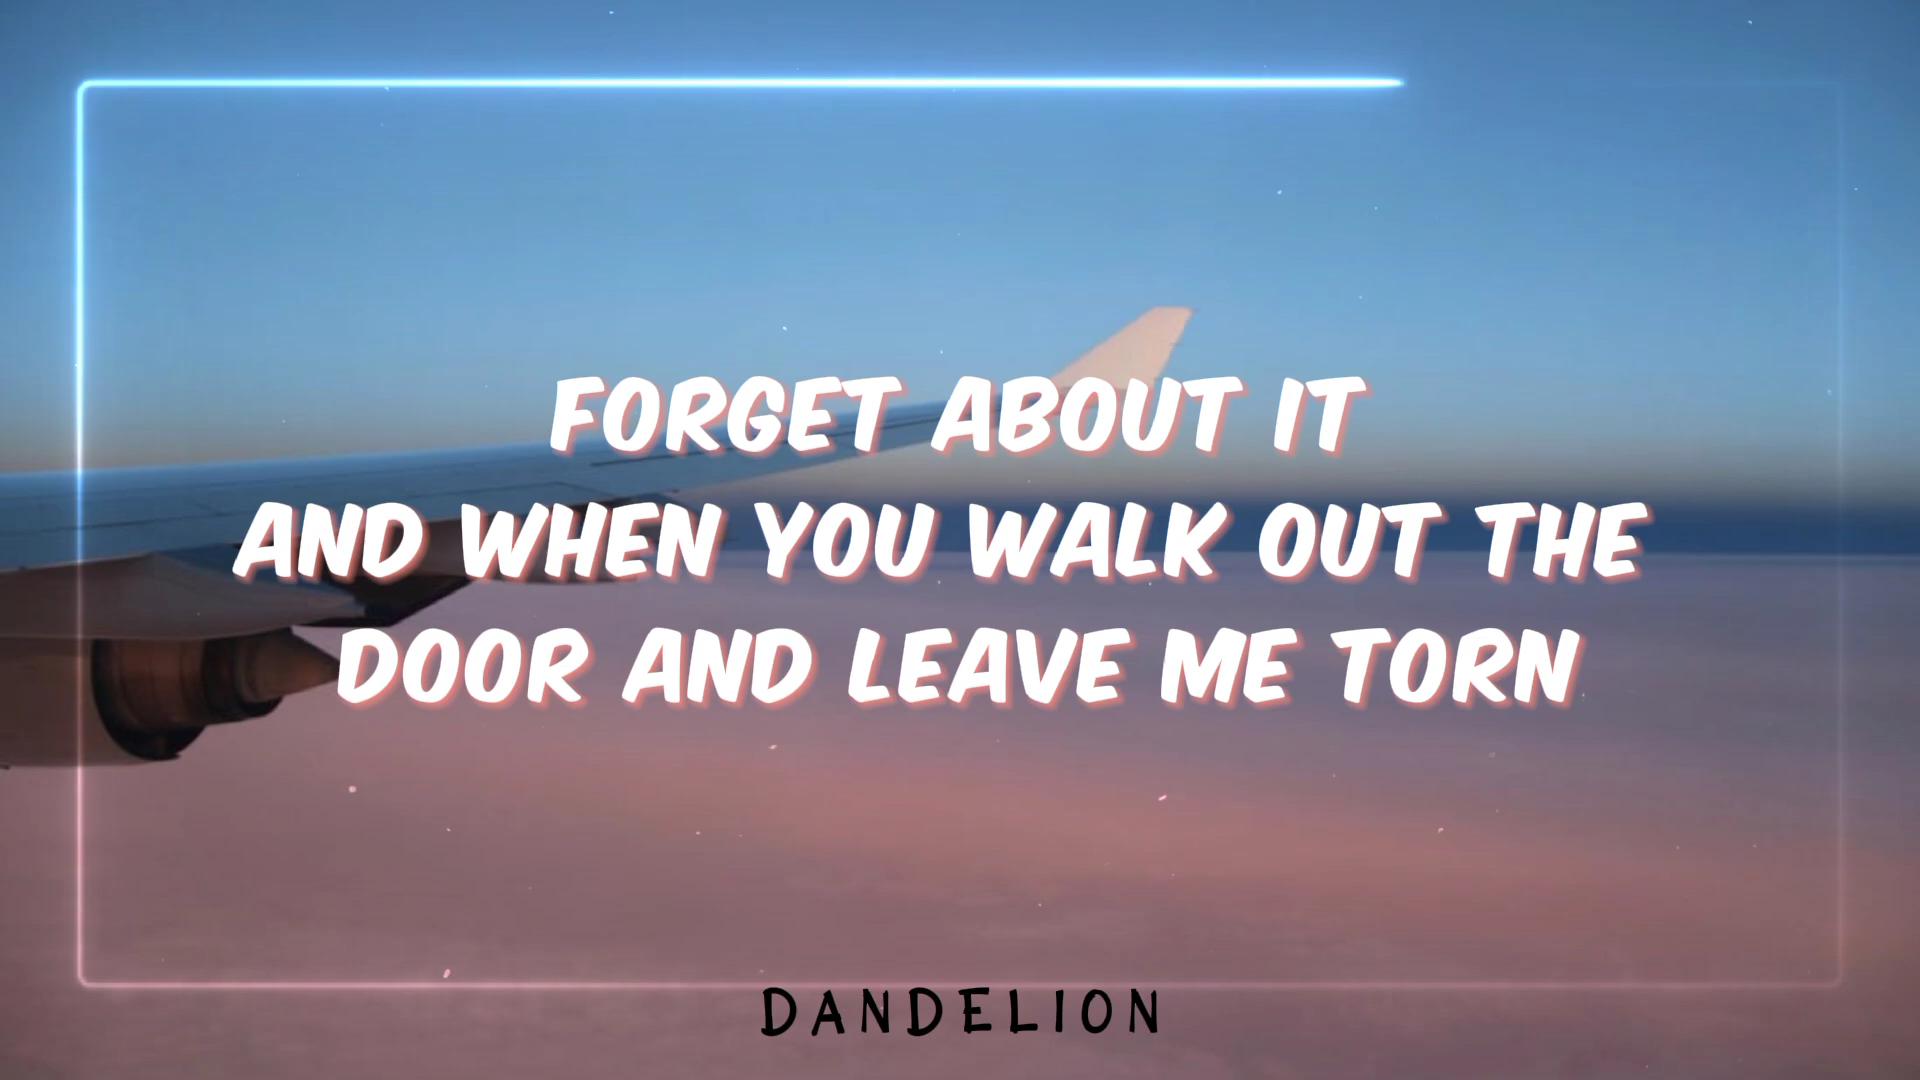 FORGET ABOUT IT
AND WHEN YOU WALK OUT THE
DOOR AND LEAVE ME TORN
DANDELION